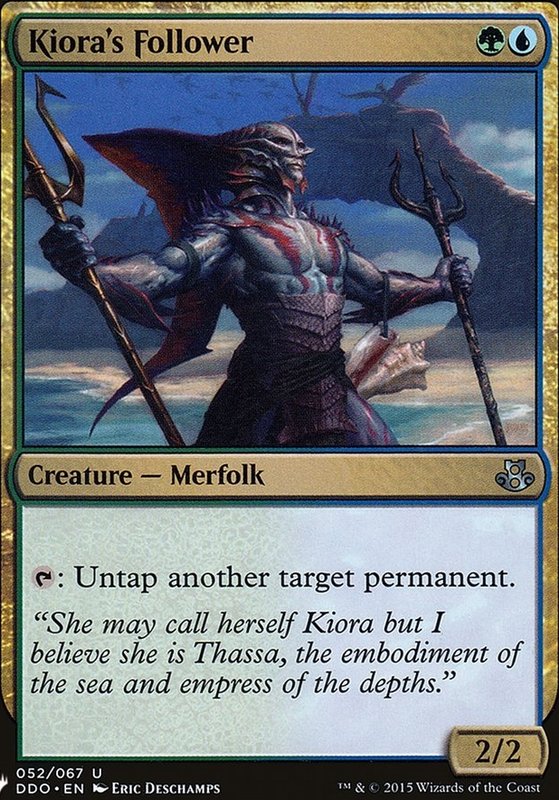 Kiora's Follower
Creature — Merfolk
: Untap another target permanent.
“She may call herself Kiora but I
believe she is Thassa, the embodiment of
the sea and empress of the depths.”
2/2
052/067 U
DDO • EN Eric Deschamps
™ & © 2015 Wizards of the Coast